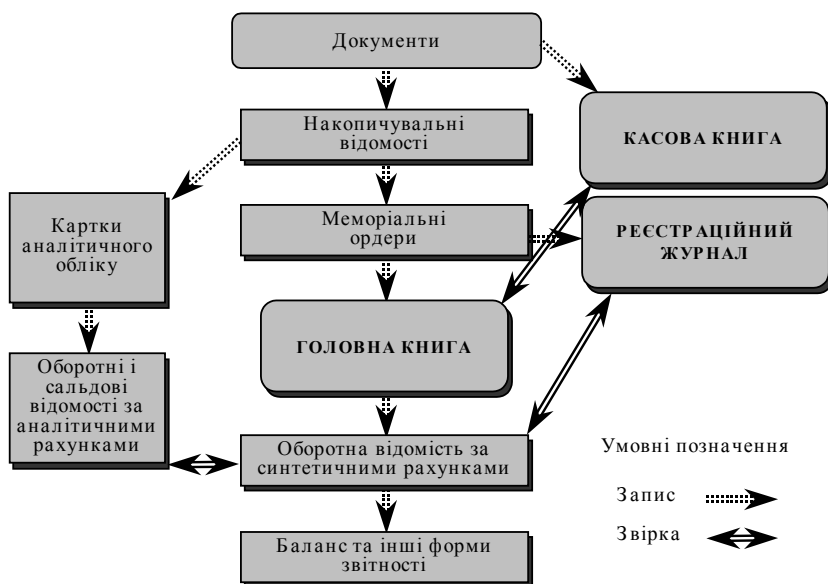 Документи
Накопичувальні
відомості
КАСОВА КНИГА
Картки
аналітичного
обліку
Меморіальні
ордери
РЕЄСТРАЦІЙНИЙ
ЖУРНАЛ
ГОЛОВНА КНИГА
Оборотні і
сальдові
відомості за
аналітичними
рахунками
Оборотна відомість за
синтетичними рахунками
Баланс та інші форми
звітності
Умовні позначення
Запис
Звірка